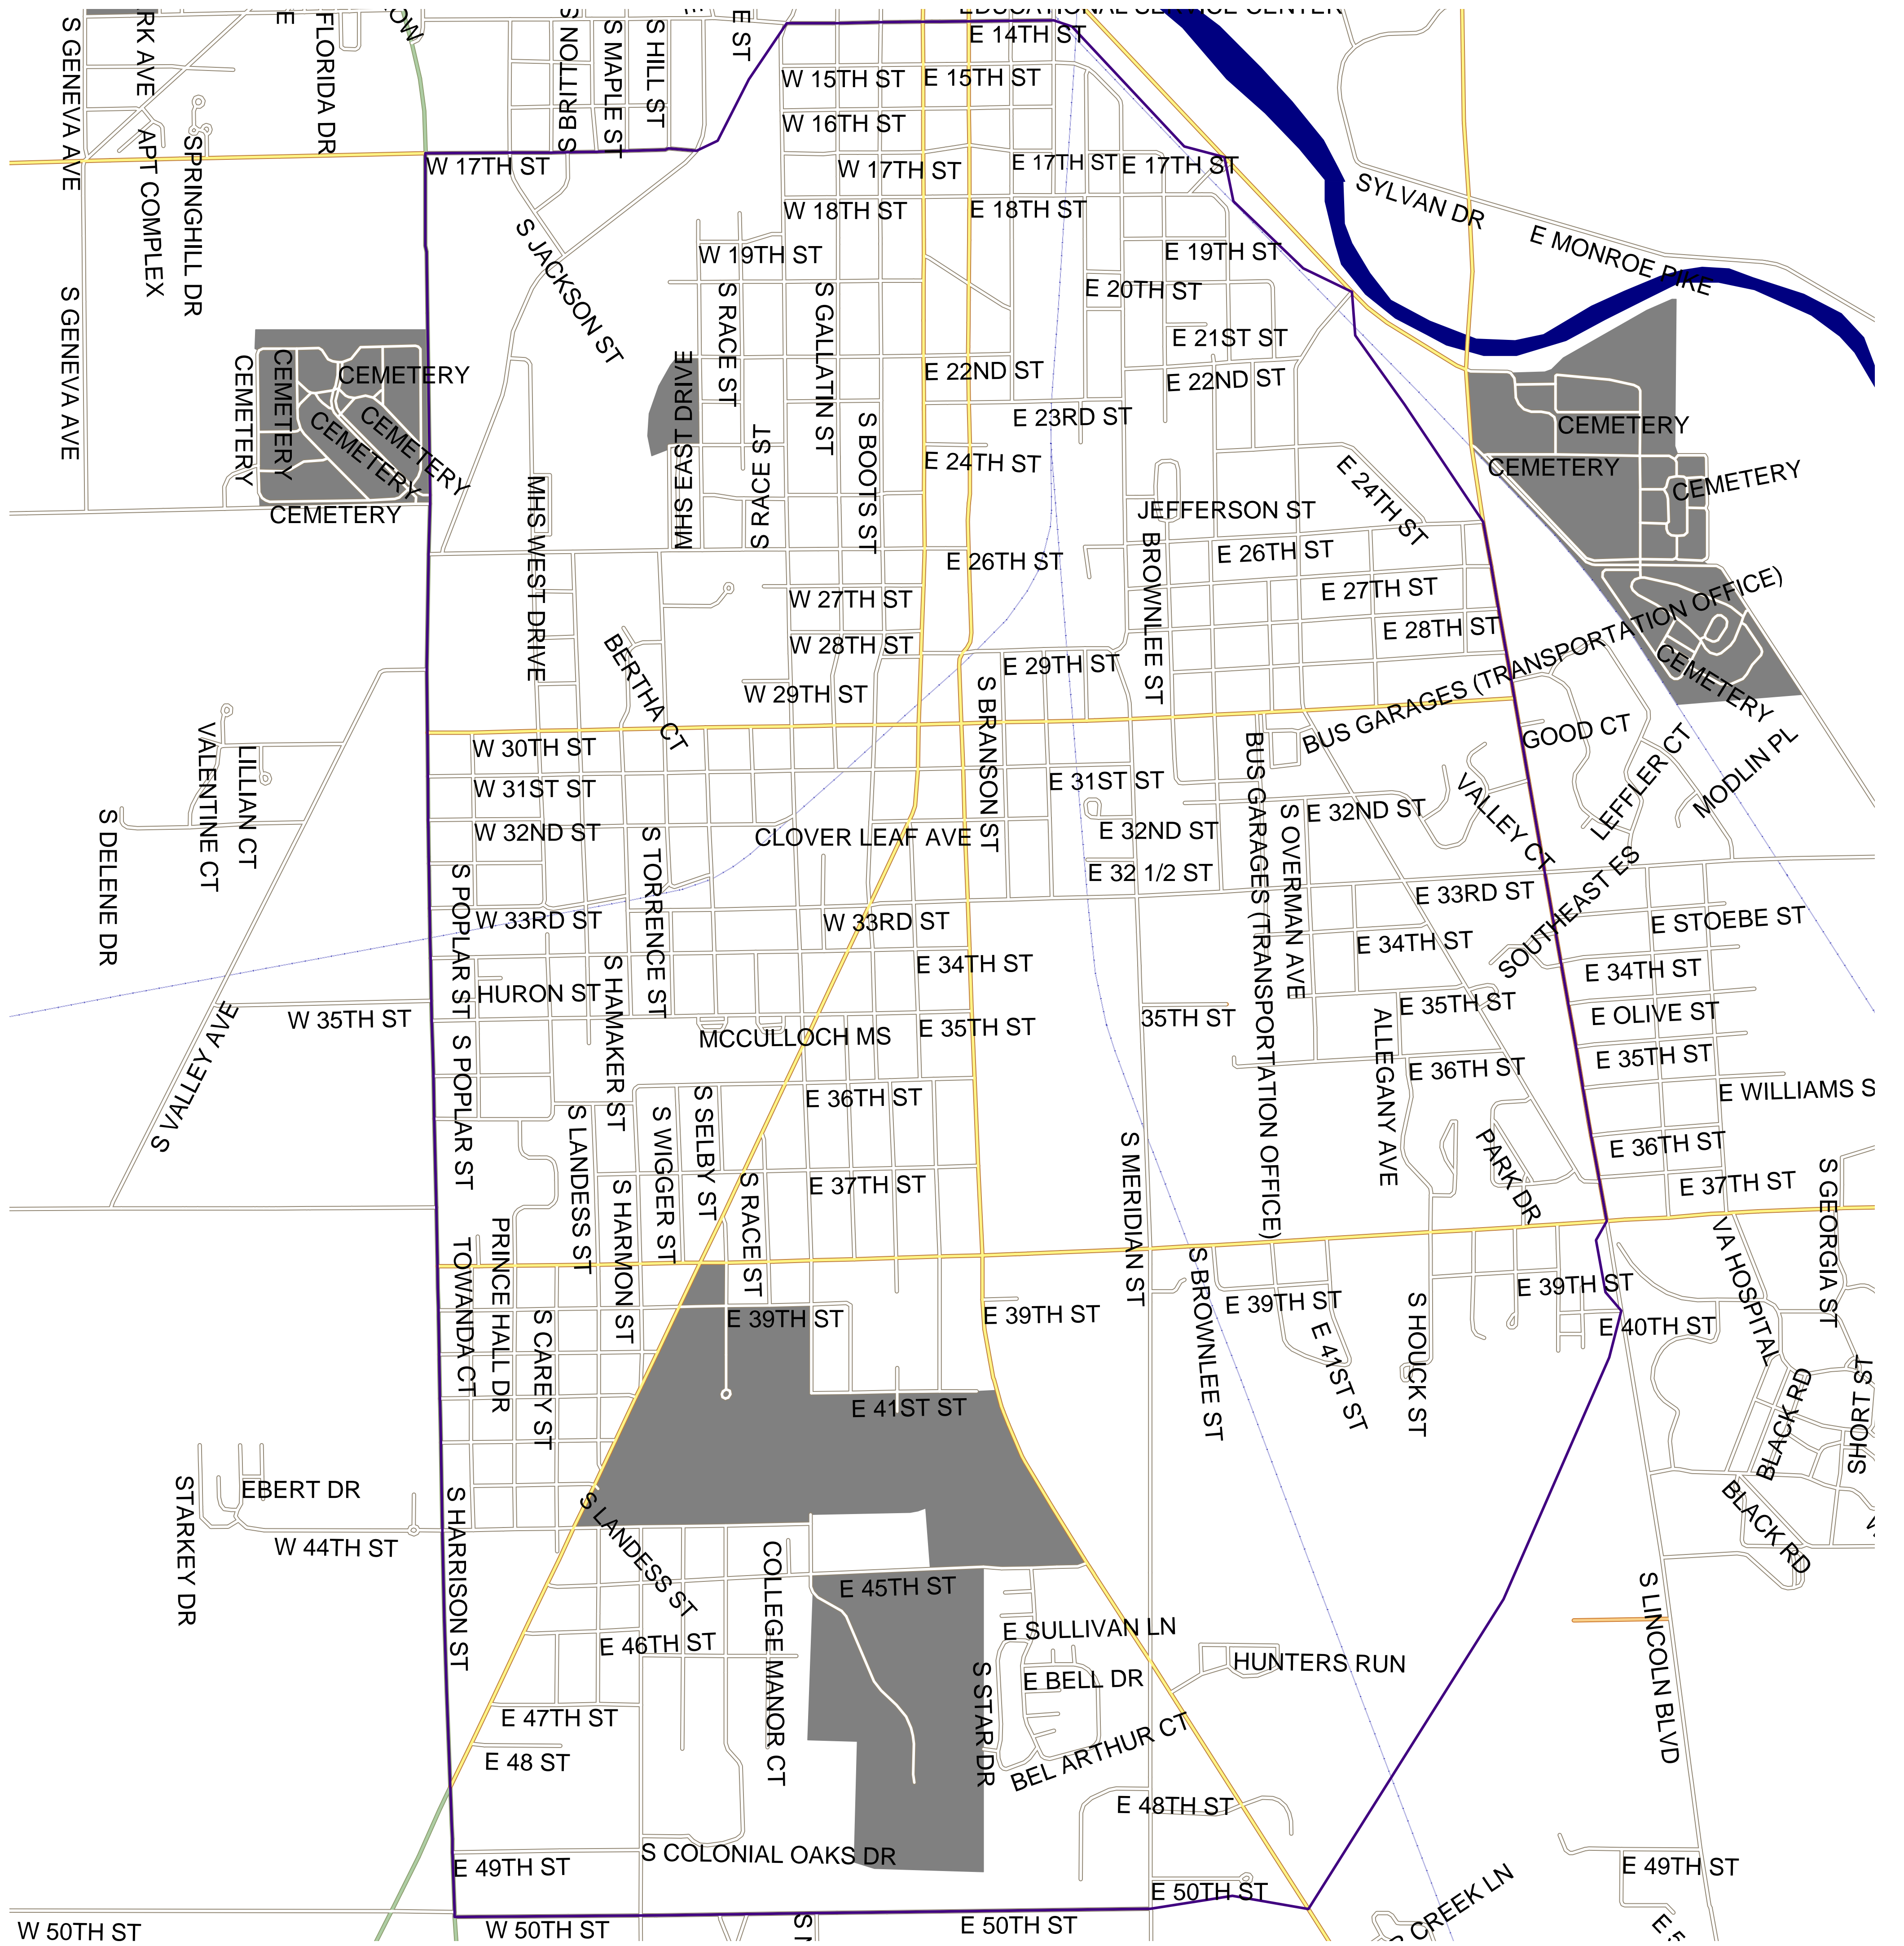 EDUCATIONAL SERVICE CENTER
E 14TH ST
S GENEVA AVE
RK AVE
FLORIDA DR
S BRITTON S
S MAPLE ST
S HILL ST
E ST
W 15TH ST
E 15TH ST
W 16TH ST
APT COMPLEX
SPRINGHILL DR
W 17TH ST
W 17TH ST
E 17TH ST
E 17TH ST
SYLVAN DR
W 18TH ST
E 18TH ST
E MONROE PIKE
S JACKSON ST
W 19TH ST
E 19TH ST
S GENEVA AVE
S RACE ST
S GALLATIN ST
E 20TH ST
E 21ST ST
CEMETERY
CEMETERY
CEMETERY
CEMETERY
CEMETERY
CEMETERY
MHS EAST DRIVE
E 22ND ST
E 22ND ST
S BOOTS ST
E 23RD ST
CEMETERY
S RACE ST
E 24TH ST
E 24TH ST
CEMETERY
CEMETERY
MHS WEST DRIVE
JEFFERSON ST
E 26TH ST
E 26TH ST
BROWNLEE ST
W 27TH ST
E 27TH ST
W 28TH ST
E 28TH ST
BERTHA CT
E 29TH ST
W 29TH ST
S BRANSON ST
BUS GARAGES (TRANSPORTATION OFFICE)
CEMETERY
VALENTINE CT
LILLIAN CT
W 30TH ST
GOOD CT
LEFFLER CT
MODLIN PL
BUS GARAGES (TRANSPORTATION OFFICE)
W 31ST ST
E 31ST ST
VALLEY CT
S DELENE DR
S OVERMAN AVE
E 32ND ST
W 32ND ST
S TORRENCE ST
CLOVER LEAF AVE
E 32ND ST
SOUTHEAST ES
S POPLAR ST
E 32 1/2 ST
E 33RD ST
W 33RD ST
W 33RD ST
E STOEBE ST
S HAMAKER ST
E 34TH ST
E 34TH ST
E 34TH ST
HURON ST
W 35TH ST
S VALLEY AVE
MCCULLOCH MS
E 35TH ST
35TH ST
E 35TH ST
ALLEGANY AVE
E OLIVE ST
S POPLAR ST
E 35TH ST
E 36TH ST
E 36TH ST
E WILLIAMS S
S SELBY ST
S LANDESS ST
S WIGGER ST
S MERIDIAN ST
PARK DR
E 36TH ST
S RACE ST
E 37TH ST
S HARMON ST
E 37TH ST
S GEORGIA ST
PRINCE HALL DR
TOWANDA CT
VA HOSPITAL
S BROWNLEE ST
E 39TH ST
S CAREY ST
E 39TH ST
E 39TH ST
E 39TH ST
E 41ST ST
S HOUCK ST
E 40TH ST
SHORT ST
BLACK RD
E 41ST ST
STARKEY DR
EBERT DR
S HARRISON ST
S LANDESS ST
BLACK RD
W 44TH ST
COLLEGE MANOR CT
E 45TH ST
S LINCOLN BLVD
E SULLIVAN LN
E 46TH ST
HUNTERS RUN
S STAR DR
E BELL DR
E 47TH ST
BEL ARTHUR CT
E 48 ST
E 48TH ST
S COLONIAL OAKS DR
E 49TH ST
E 49TH ST
E 50TH ST
CREEK LN
W 50TH ST
W 50TH ST
E 50TH ST